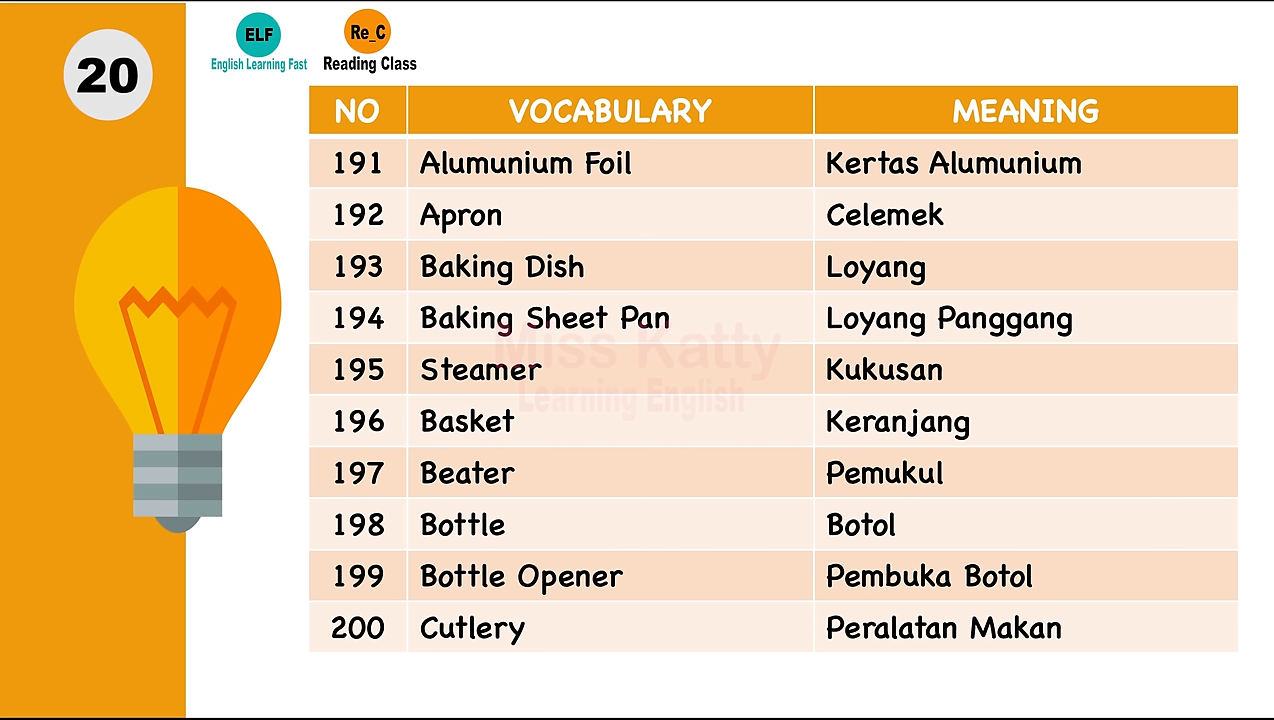 20
ELF
English Learning Fast
Re_C
Reading Class
NO VOCABULARY MEANING
191 Alumunium Foil Kertas Alumunium
192 Apron Celemek
193 Baking Dish Loyang
194 Baking Sheet Pan Loyang Panggang
195 Steamer Kukusan
196 Basket Keranjang
197 Beater Pemukul
198 Bottle Botol
199 Bottle Opener Pembuka Botol
200 Cutlery Peralatan Makan
Miss Katty
Learning English